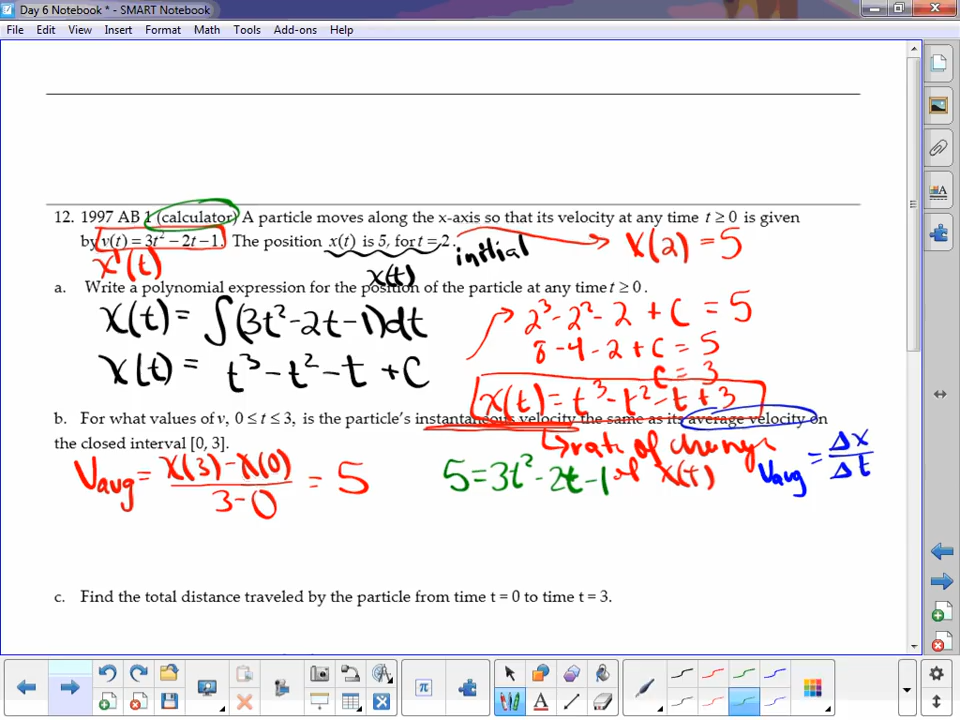 Day 6 Notebook * - SMART Notebook
File Edit View Insert Format Math Tools Add-ons Help
12. 1997 AB 1 (calculator) A particle moves along the x-axis so that its velocity at any time t ≥ 0 is given
by v(t) = 3t² − 2t − 1. The position x(t) is 5, for t = 2.
initial
x(2) = 5
x'(t)
x(t)
a. Write a polynomial expression for the position of the particle at any time t ≥ 0.
x(t) = ∫(3t²-2t-1)dt
x(t) = t³ - t² - t + C
2³ - 2² - 2 + C = 5
8 - 4 - 2 + C = 5
C = 3
x(t) = t³ - t² - t + 3
b. For what values of v, 0 ≤ t ≤ 3, is the particle's instantaneous velocity the same as its average velocity on
the closed interval [0, 3].
rate of change
of x(t)
Vavg = Δx/Δt
Vavg = x(3) - x(0) / 3 - 0 = 5
5 = 3t² - 2t - 1
c. Find the total distance traveled by the particle from time t = 0 to time t = 3.